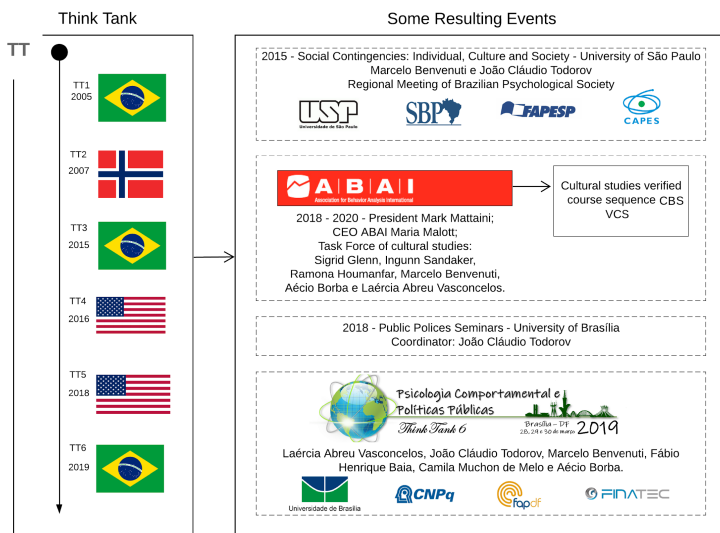 Think Tank
Some Resulting Events
TT
TT1
2005
TT2
2007
TT3
2015
TT4
2016
TT5
2018
TT6
2019
2015 - Social Contingencies: Individual, Culture and Society - University of São Paulo
Marcelo Benvenuti e João Cláudio Todorov
Regional Meeting of Brazilian Psychological Society
USP
Universidade de São Paulo
SBP
FAPESP
CAPES
ABAI
Association for Behavior Analysis International
Cultural studies verified
course sequence CBS
VCS
2018 - 2020 - President Mark Mattaini;
CEO ABAI Maria Malott;
Task Force of cultural studies:
Sigrid Glenn, Ingunn Sandaker,
Ramona Houmanfar, Marcelo Benvenuti,
Aécio Borba e Laércia Abreu Vasconcelos.
2018 - Public Polices Seminars - University of Brasília
Coordinator: João Cláudio Todorov
Psicologia Comportamental e
Políticas Públicas
Think Tank 6
Brasília - DF
28, 29 e 30 de março
2019
Laércia Abreu Vasconcelos, João Cláudio Todorov, Marcelo Benvenuti, Fábio
Henrique Baia, Camila Muchon de Melo e Aécio Borba.
Universidade de Brasília
CNPq
fapdf
FINATEC